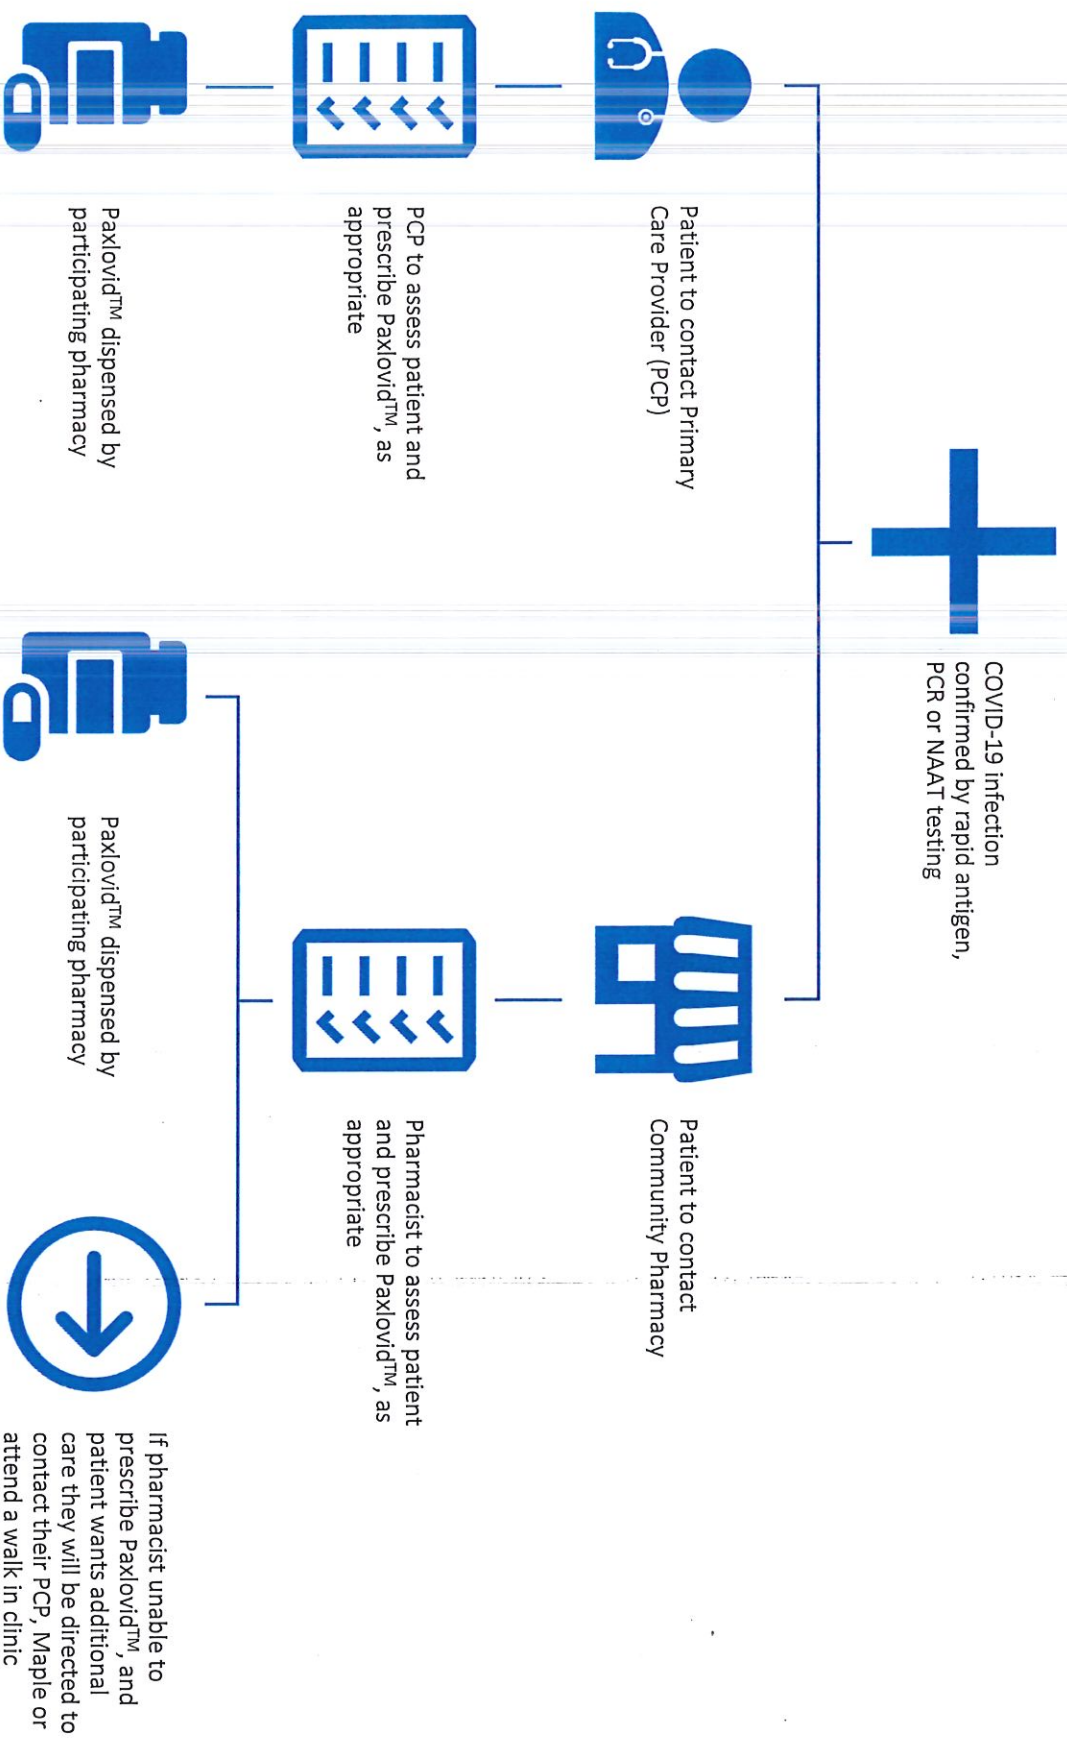 COVID-19 infection
confirmed by rapid antigen,
PCR or NAAT testing
Patient to contact Primary
Care Provider (PCP)
PCP to assess patient and
prescribe Paxlovid™, as
appropriate
Paxlovid™ dispensed by
participating pharmacy
Patient to contact
Community Pharmacy
Pharmacist to assess patient
and prescribe Paxlovid™, as
appropriate
Paxlovid™ dispensed by
participating pharmacy
If pharmacist unable to
prescribe Paxlovid™, and
patient wants additional
care they will be directed to
contact their PCP, Maple or
attend a walk in clinic